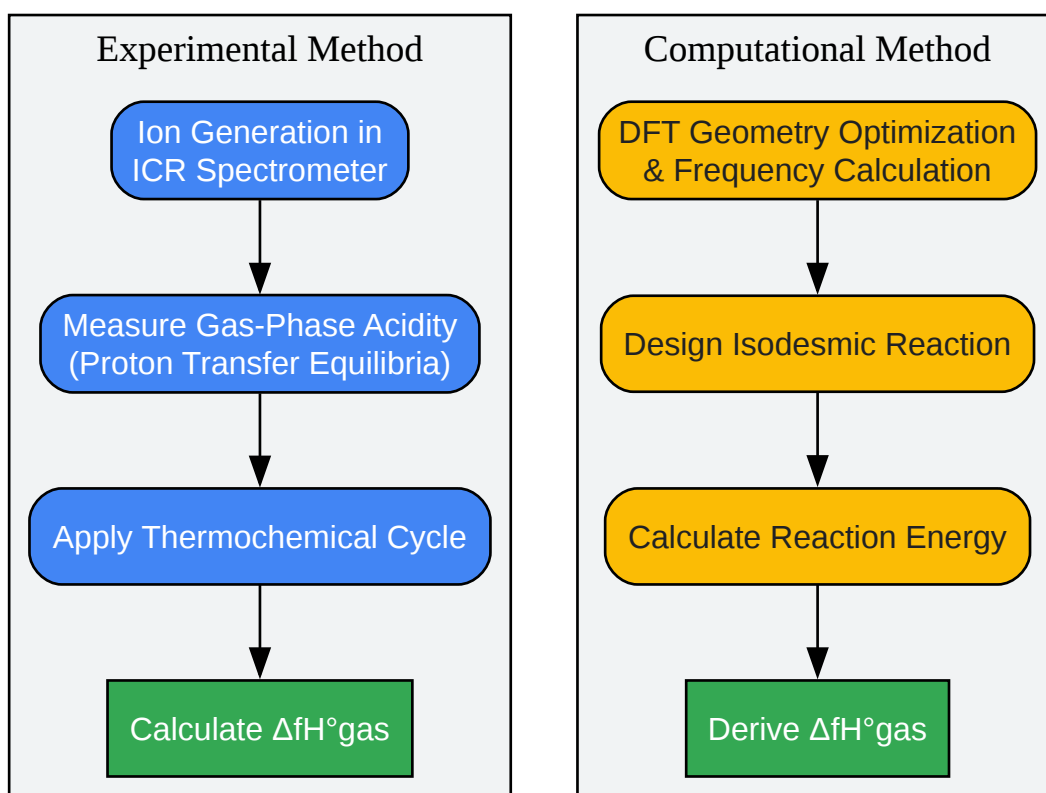 Experimental Method
Ion Generation in
ICR Spectrometer
Measure Gas-Phase Acidity
(Proton Transfer Equilibria)
Apply Thermochemical Cycle
Calculate ΔfH°gas
Computational Method
DFT Geometry Optimization
& Frequency Calculation
Design Isodesmic Reaction
Calculate Reaction Energy
Derive ΔfH°gas